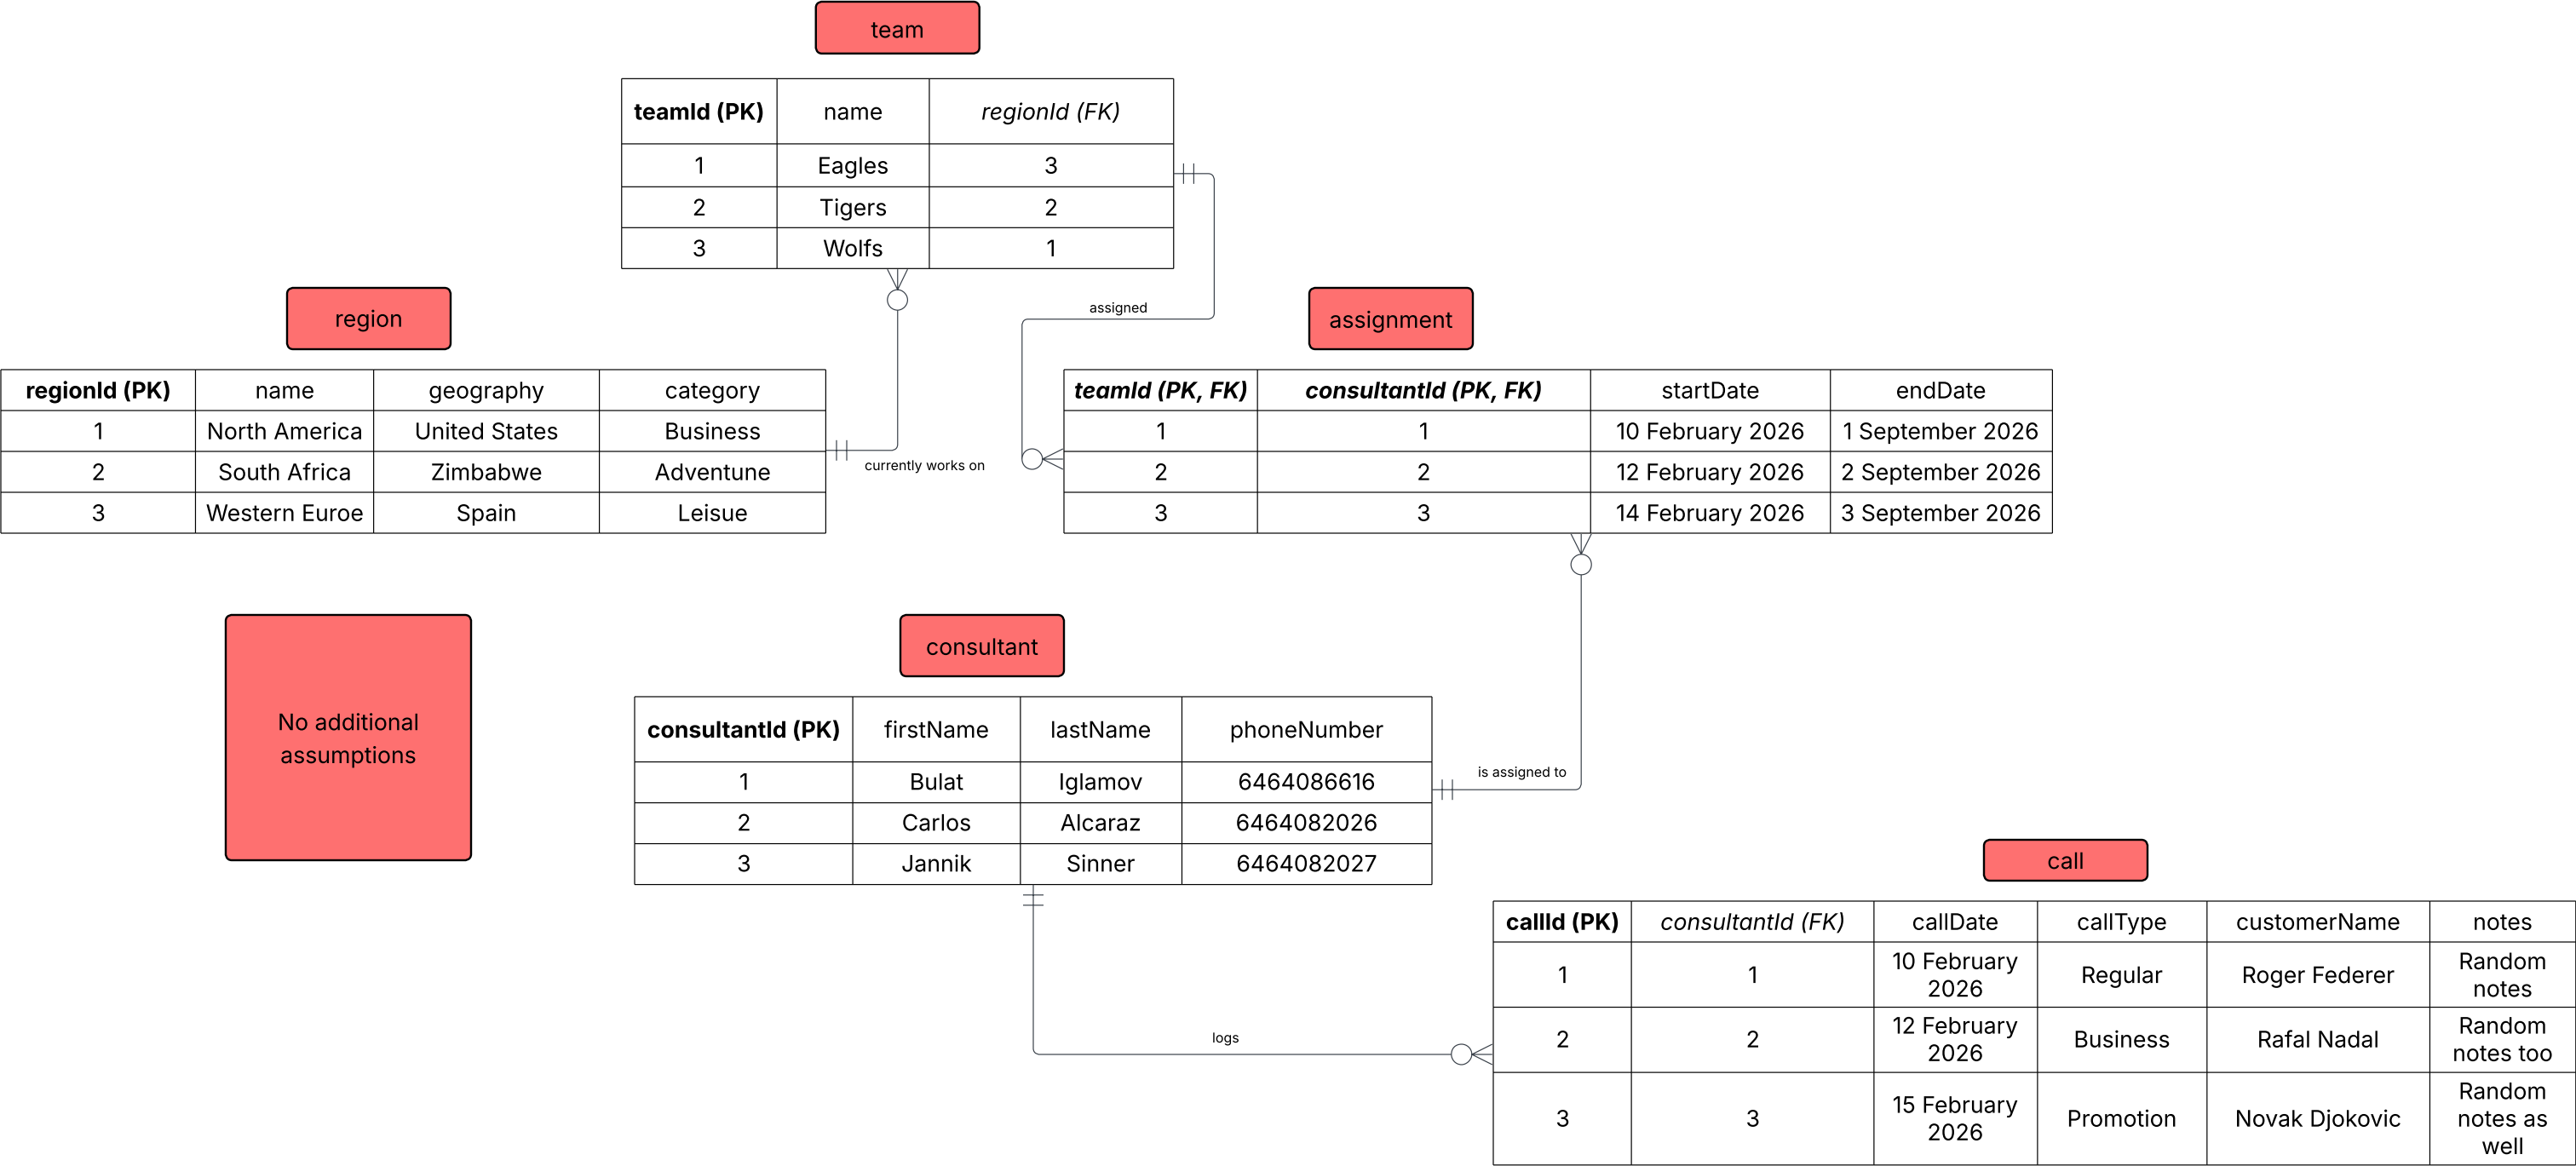 team
teamId (PK) name regionId (FK)
1 Eagles 3
2 Tigers 2
3 Wolfs 1
assigned
region
regionId (PK) name geography category
1 North America United States Business
2 South Africa Zimbabwe Adventune
3 Western Euroe Spain Leisue
currently works on
assignment
teamId (PK, FK) consultantId (PK, FK) startDate endDate
1 1 10 February 2026 1 September 2026
2 2 12 February 2026 2 September 2026
3 3 14 February 2026 3 September 2026
No additional
assumptions
consultant
consultantId (PK) firstName lastName phoneNumber
1 Bulat Iglamov 6464086616
2 Carlos Alcaraz 6464082026
3 Jannik Sinner 6464082027
is assigned to
logs
call
callId (PK) consultantId (FK) callDate callType customerName notes
1 1 10 February 2026 Regular Roger Federer Random notes
2 2 12 February 2026 Business Rafal Nadal Random notes too
3 3 15 February 2026 Promotion Novak Djokovic Random notes as well